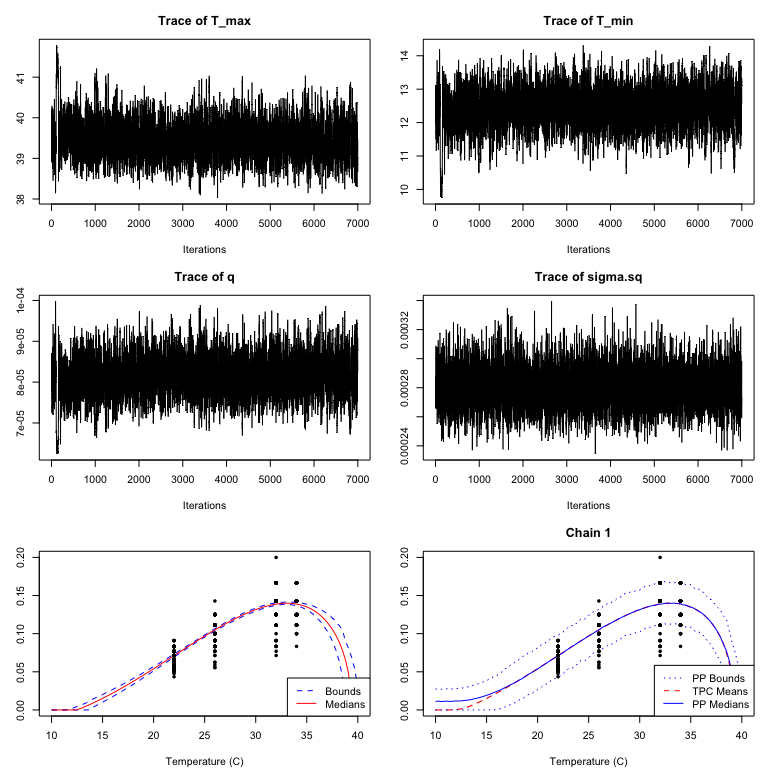 Trace of T_max
38 39 40 41
0 1000 2000 3000 4000 5000 6000 7000
Iterations
Trace of T_min
10 11 12 13 14
0 1000 2000 3000 4000 5000 6000 7000
Iterations
Trace of q
7e-05 8e-05 9e-05 1e-04
0 1000 2000 3000 4000 5000 6000 7000
Iterations
Trace of sigma.sq
0.00024 0.00028 0.00032
0 1000 2000 3000 4000 5000 6000 7000
Iterations
0.00 0.05 0.10 0.15 0.20
Bounds
Medians
10 15 20 25 30 35 40
Temperature (C)
Chain 1
0.00 0.05 0.10 0.15 0.20
PP Bounds
TPC Means
PP Medians
10 15 20 25 30 35 40
Temperature (C)